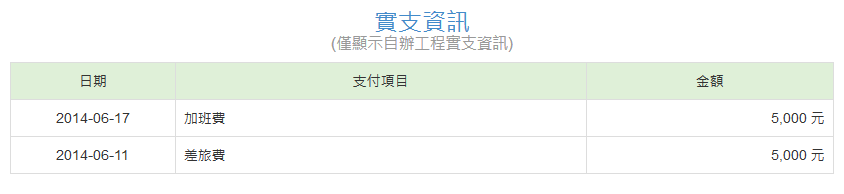 實支資訊
(僅顯示自辦工程實支資訊)
日期 支付項目 金額
2014-06-17 加班費 5,000 元
2014-06-11 差旅費 5,000 元